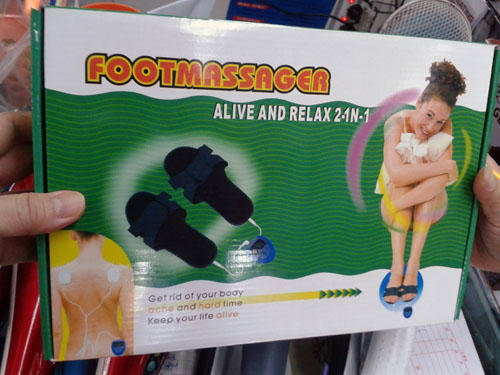 FOOTMASSAGER
ALIVE AND RELAX 2-1N-1
Get rid of your body
ache and hard time
Keep your life alive